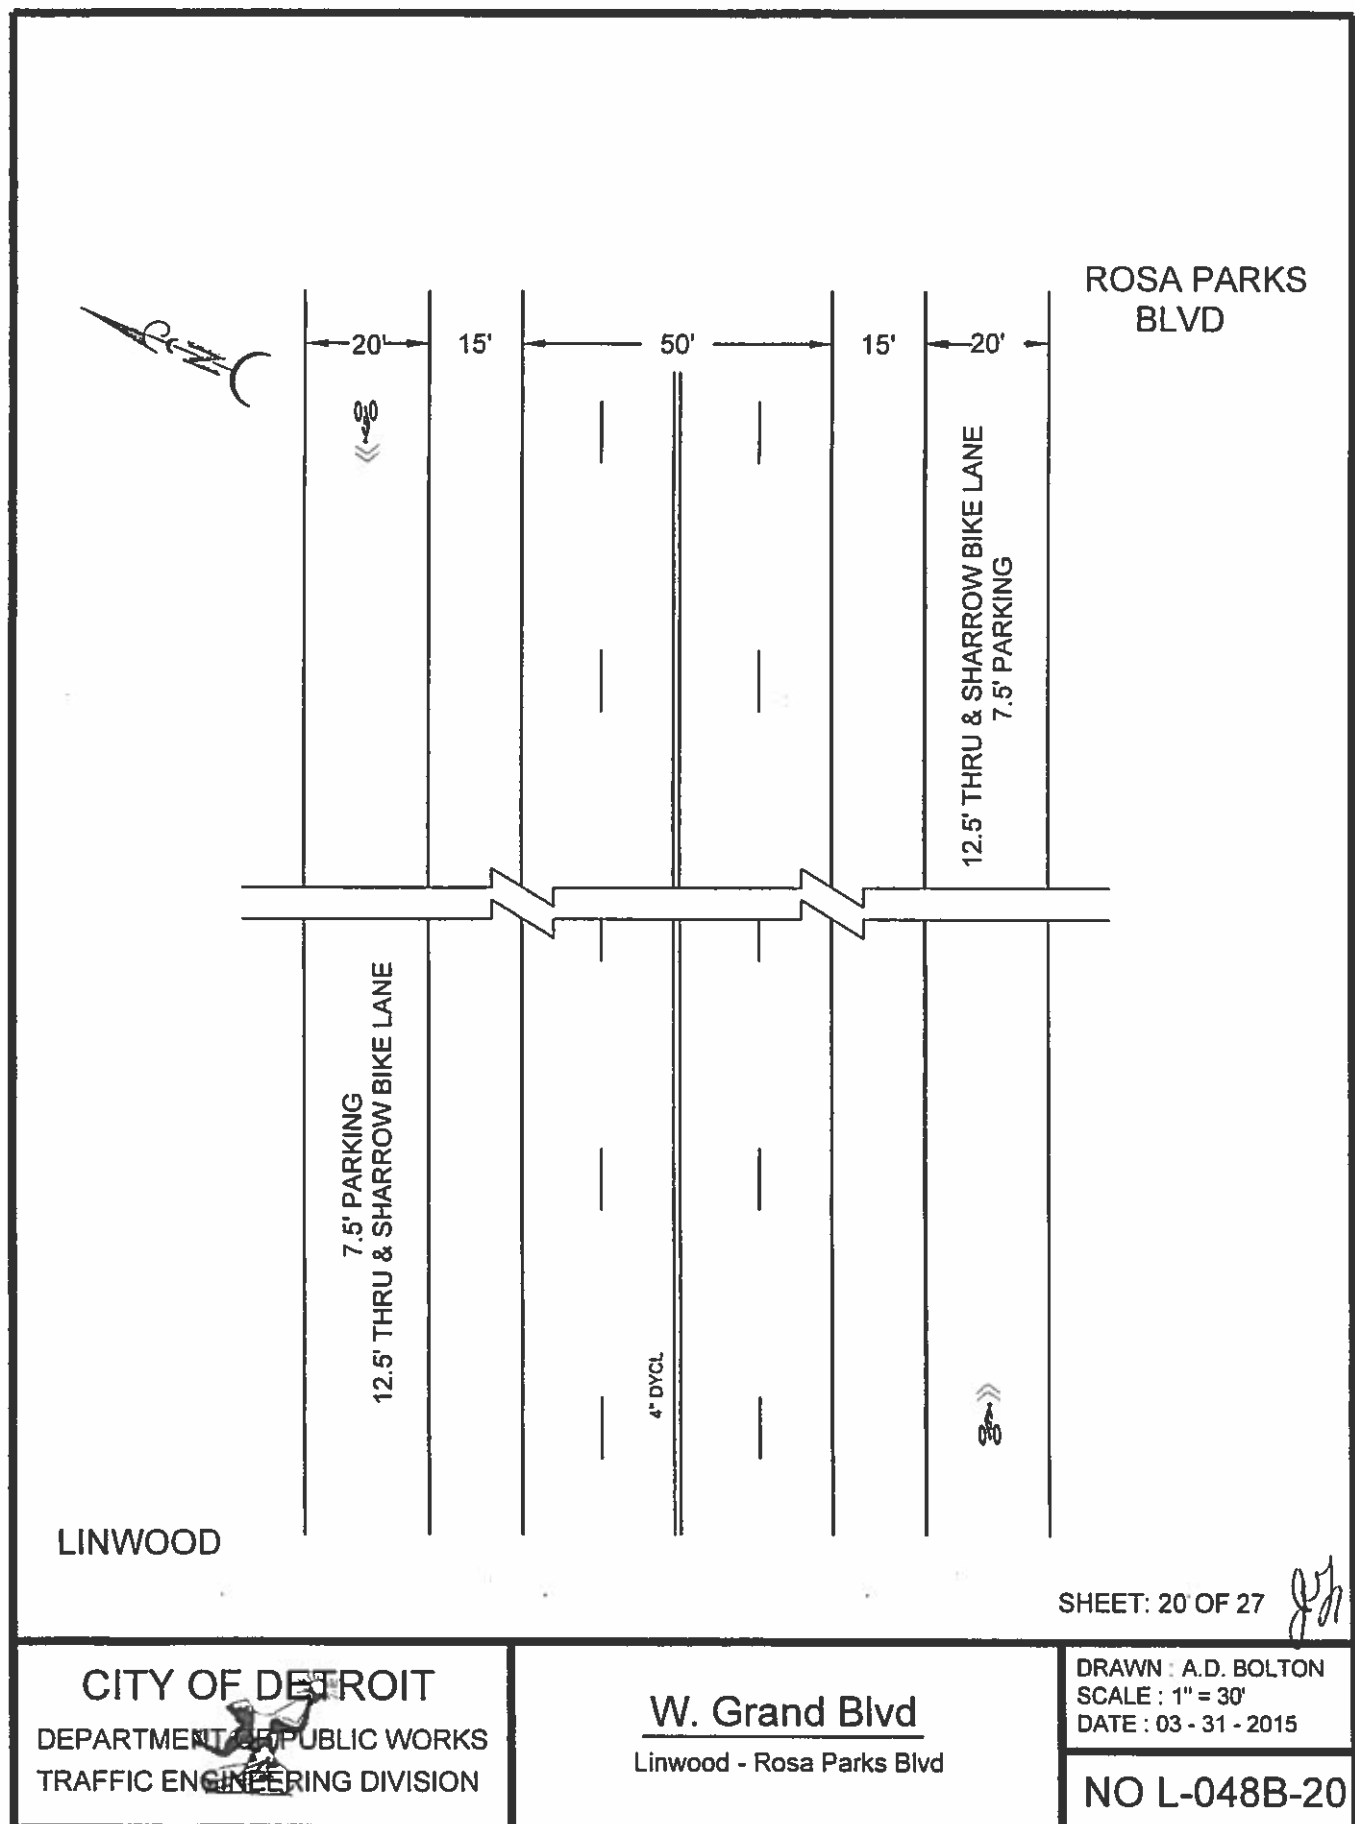 ROSA PARKS
BLVD
20'
15'
50'
15'
20'
N
12.5' THRU & SHARROW BIKE LANE
7.5' PARKING
7.5' PARKING
12.5' THRU & SHARROW BIKE LANE
4" DYCL
LINWOOD
SHEET: 20 OF 27
CITY OF DETROIT
DEPARTMENT OF PUBLIC WORKS
TRAFFIC ENGINEERING DIVISION
W. Grand Blvd
Linwood - Rosa Parks Blvd
DRAWN : A.D. BOLTON
SCALE : 1" = 30'
DATE : 03 - 31 - 2015
NO L-048B-20